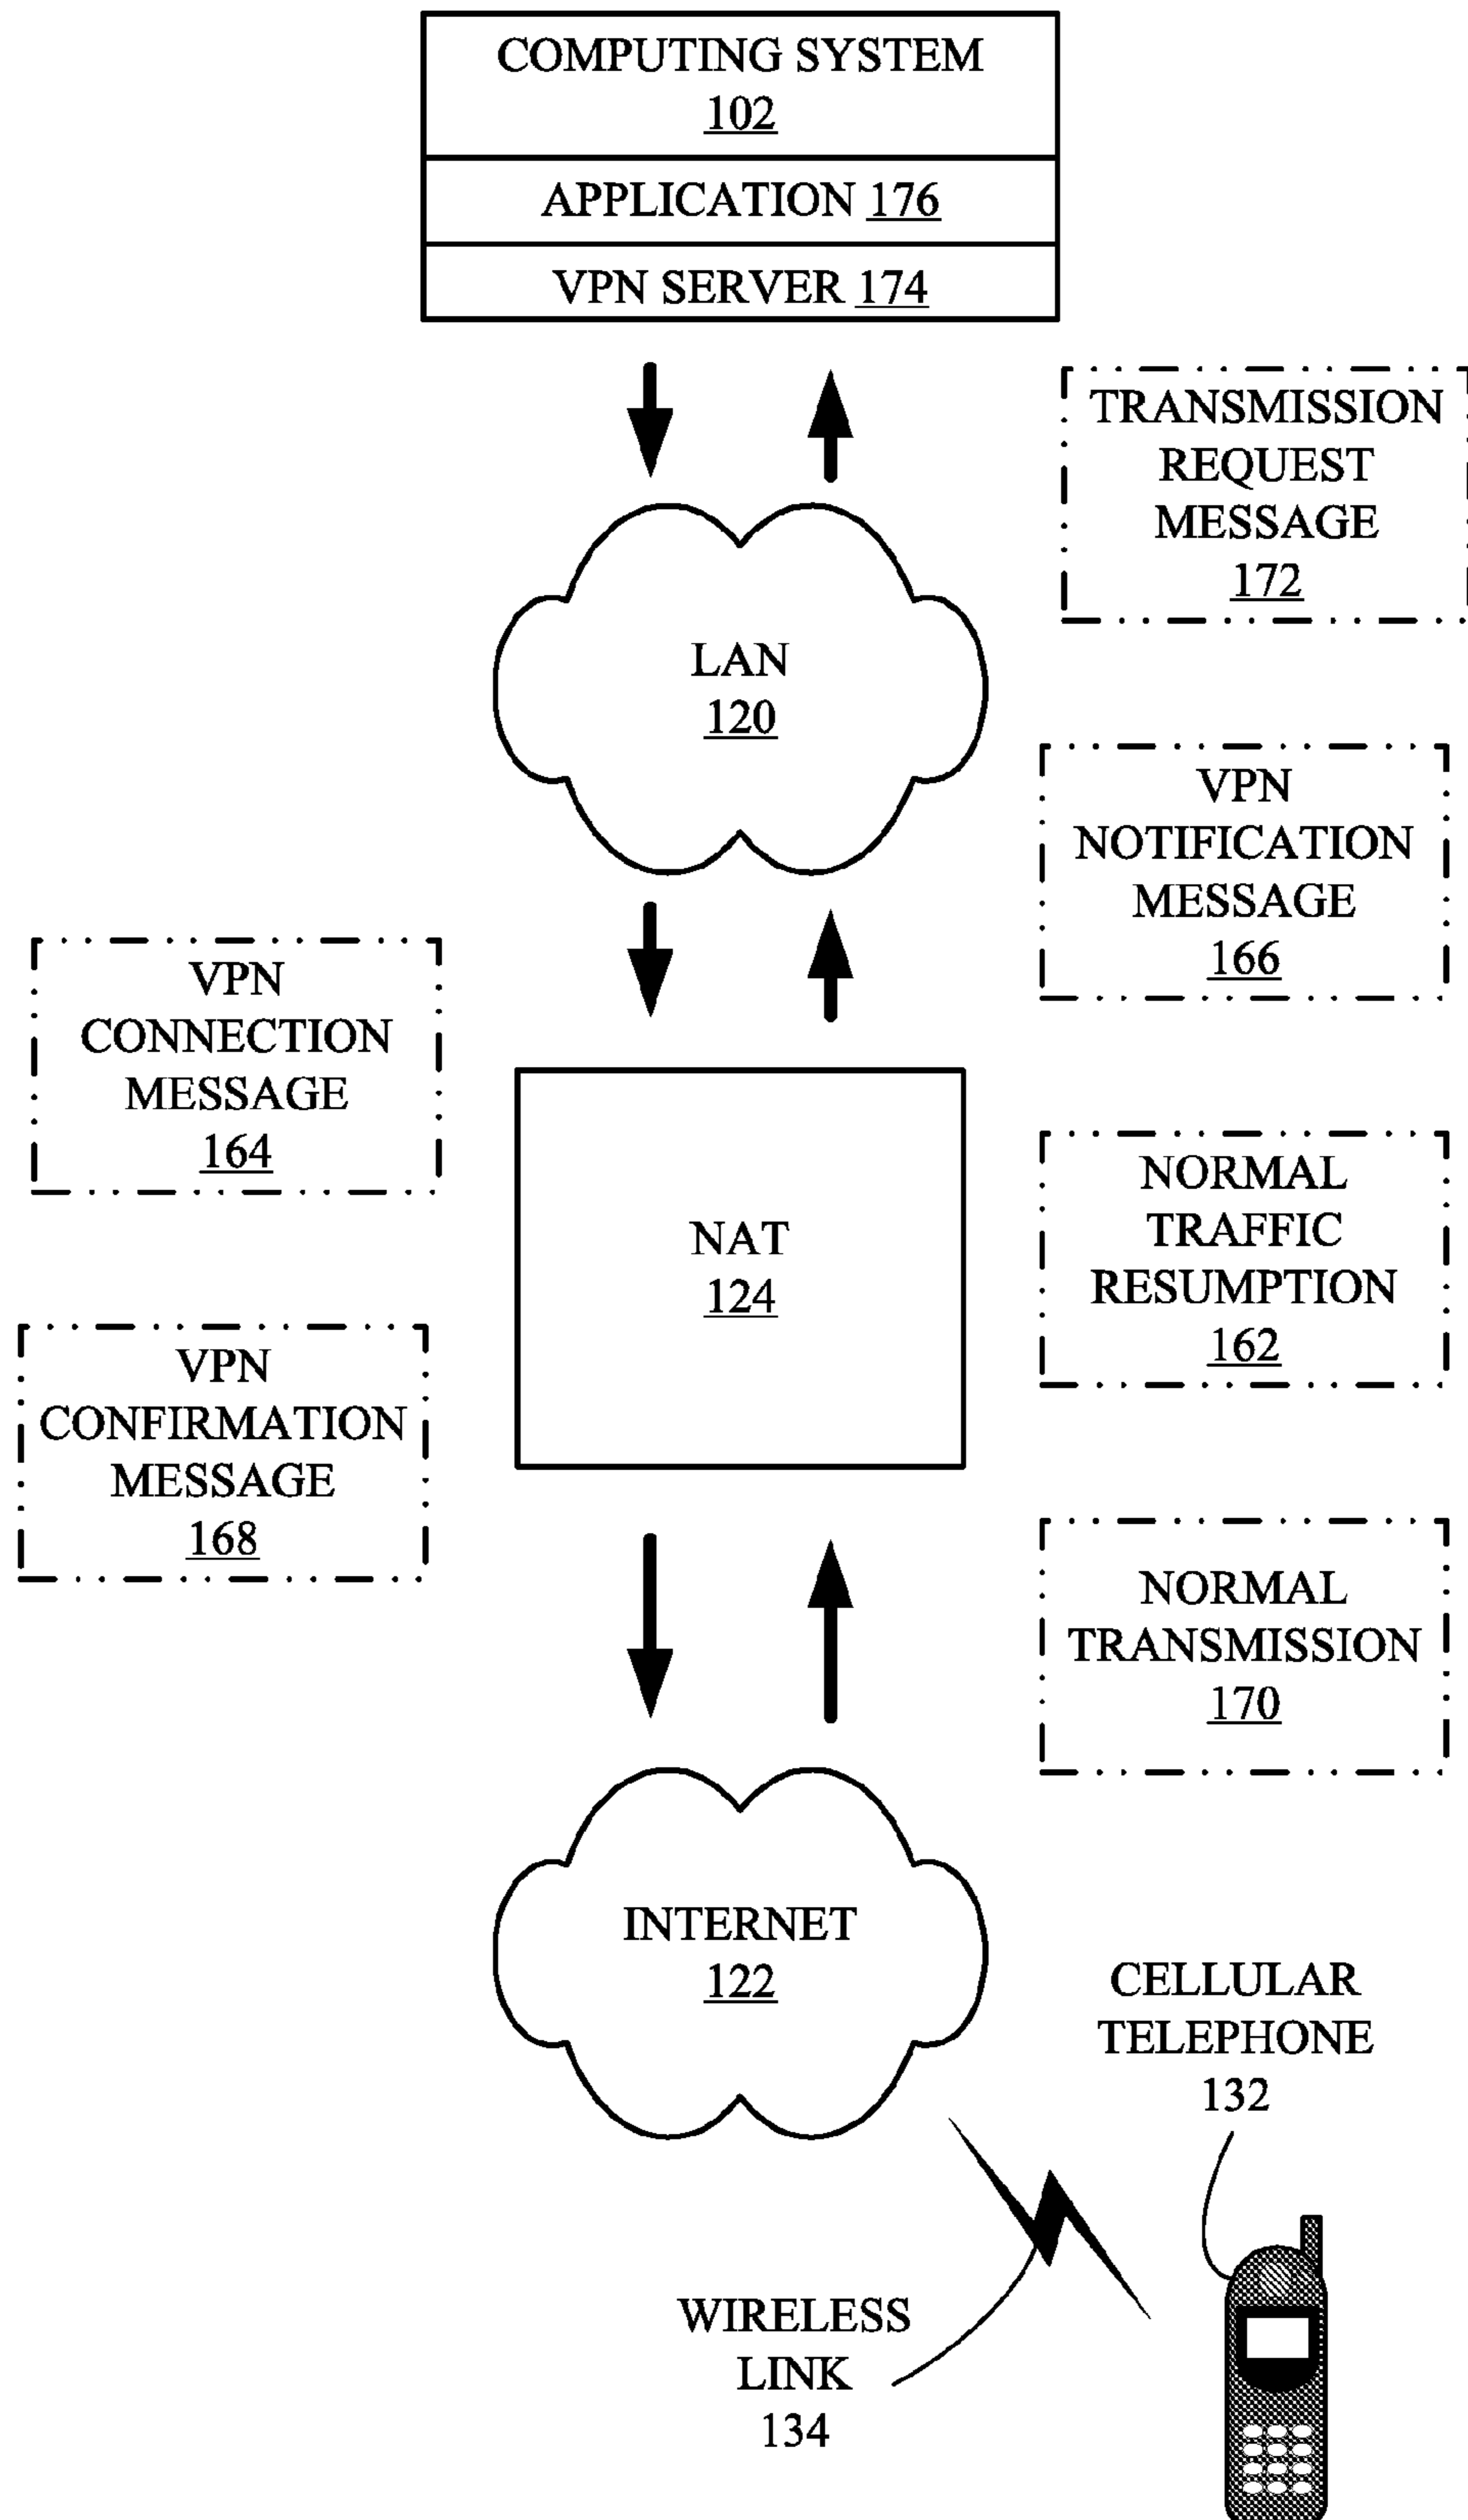 COMPUTING SYSTEM
102
APPLICATION 176
VPN SERVER 174
TRANSMISSION
REQUEST
MESSAGE
172
LAN
120
VPN
NOTIFICATION
MESSAGE
166
VPN
CONNECTION
MESSAGE
164
NORMAL
TRAFFIC
RESUMPTION
162
NAT
124
VPN
CONFIRMATION
MESSAGE
168
NORMAL
TRANSMISSION
170
INTERNET
122
CELLULAR
TELEPHONE
132
WIRELESS
LINK
134